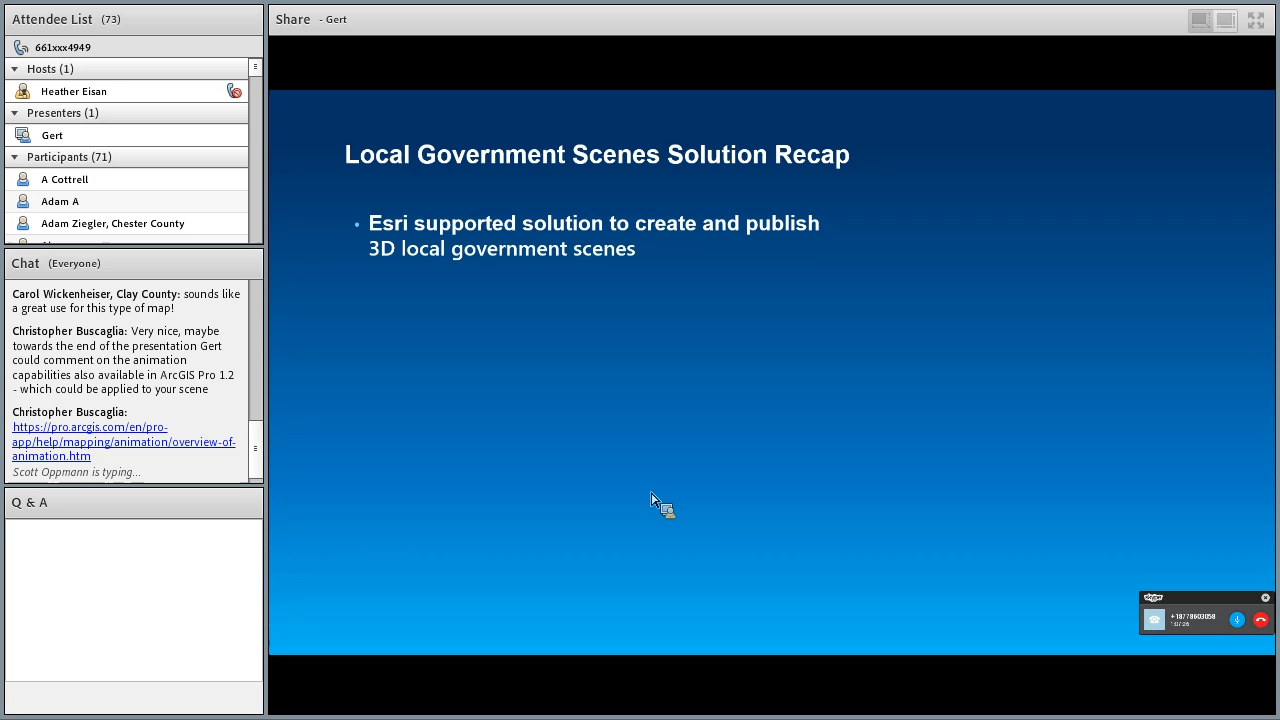 Attendee List (73)
661xxx4949
Hosts (1)
Heather Eisan
Presenters (1)
Gert
Participants (71)
A Cottrell
Adam A
Adam Ziegler, Chester County
Chat (Everyone)
Carol Wickenheiser, Clay County: sounds like
a great use for this type of map!
Christopher Buscaglia: Very nice, maybe
towards the end of the presentation Gert
could comment on the animation
capabilities also available in ArcGIS Pro 1.2
- which could be applied to your scene
Christopher Buscaglia:
https://pro.arcgis.com/en/pro-
app/help/mapping/animation/overview-of-
animation.htm
Scott Oppmann is typing...
Q & A
Share - Gert
Local Government Scenes Solution Recap
• Esri supported solution to create and publish
3D local government scenes
skype
+18778603058
1:07:26